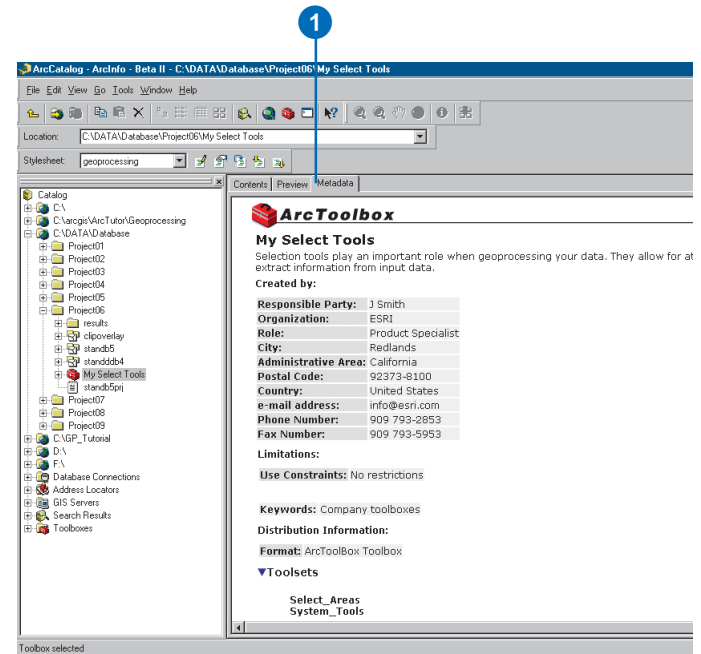 1
ArcCatalog - ArcInfo - Beta II - C:\DATA\Database\Project06\My Select Tools
File Edit View Go Tools Window Help
Location: C:\DATA\Database\Project06\My Select Tools
Stylesheet: geoprocessing
Contents Preview Metadata
Catalog
C:\
C:\arcgis\ArcTutor\Geoprocessing
C:\DATA\Database
Project01
Project02
Project03
Project04
Project05
Project06
results
clipoverlay
standb5
standddb4
My Select Tools
standb5prj
Project07
Project08
Project09
C:\GP_Tutorial
D:\
F:\
Database Connections
Address Locators
GIS Servers
Search Results
Toolboxes
ArcToolbox
My Select Tools
Selection tools play an important role when geoprocessing your data. They allow for at
extract information from input data.
Created by:
Responsible Party: J Smith
Organization: ESRI
Role: Product Specialist
City: Redlands
Administrative Area: California
Postal Code: 92373-8100
Country: United States
e-mail address: info@esri.com
Phone Number: 909 793-2853
Fax Number: 909 793-5953
Limitations:
Use Constraints: No restrictions
Keywords: Company toolboxes
Distribution Information:
Format: ArcToolBox Toolbox
▼Toolsets
Select_Areas
System_Tools
Toolbox selected